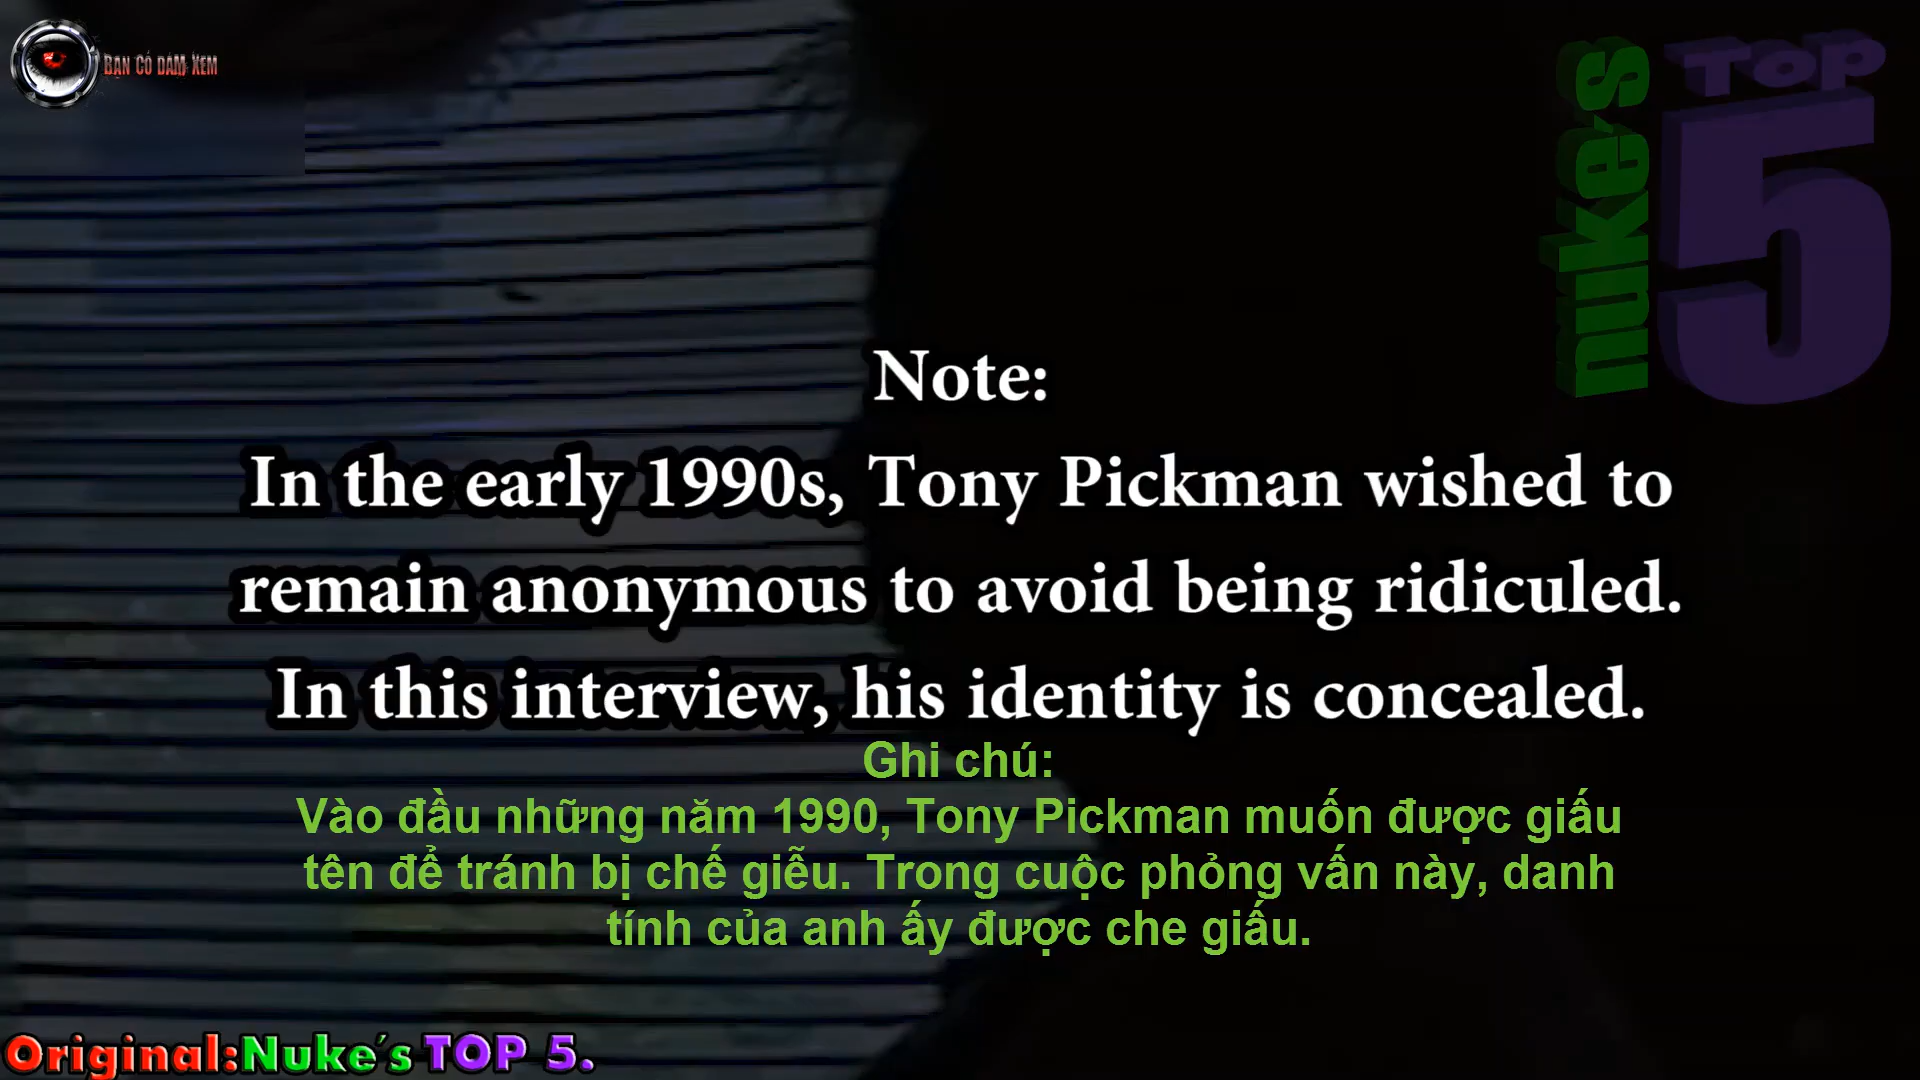 BẠN CÓ DÁM XEM
nuke's
Top
5
Note:
In the early 1990s, Tony Pickman wished to
remain anonymous to avoid being ridiculed.
In this interview, his identity is concealed.
Ghi chú:
Vào đầu những năm 1990, Tony Pickman muốn được giấu
tên để tránh bị chế giễu. Trong cuộc phỏng vấn này, danh
tính của anh ấy được che giấu.
Original:Nuke's TOP 5.